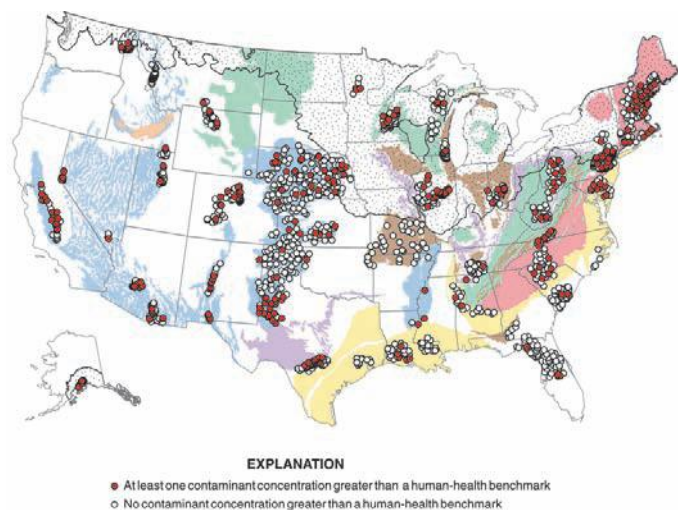 EXPLANATION
At least one contaminant concentration greater than a human-health benchmark
No contaminant concentration greater than a human-health benchmark